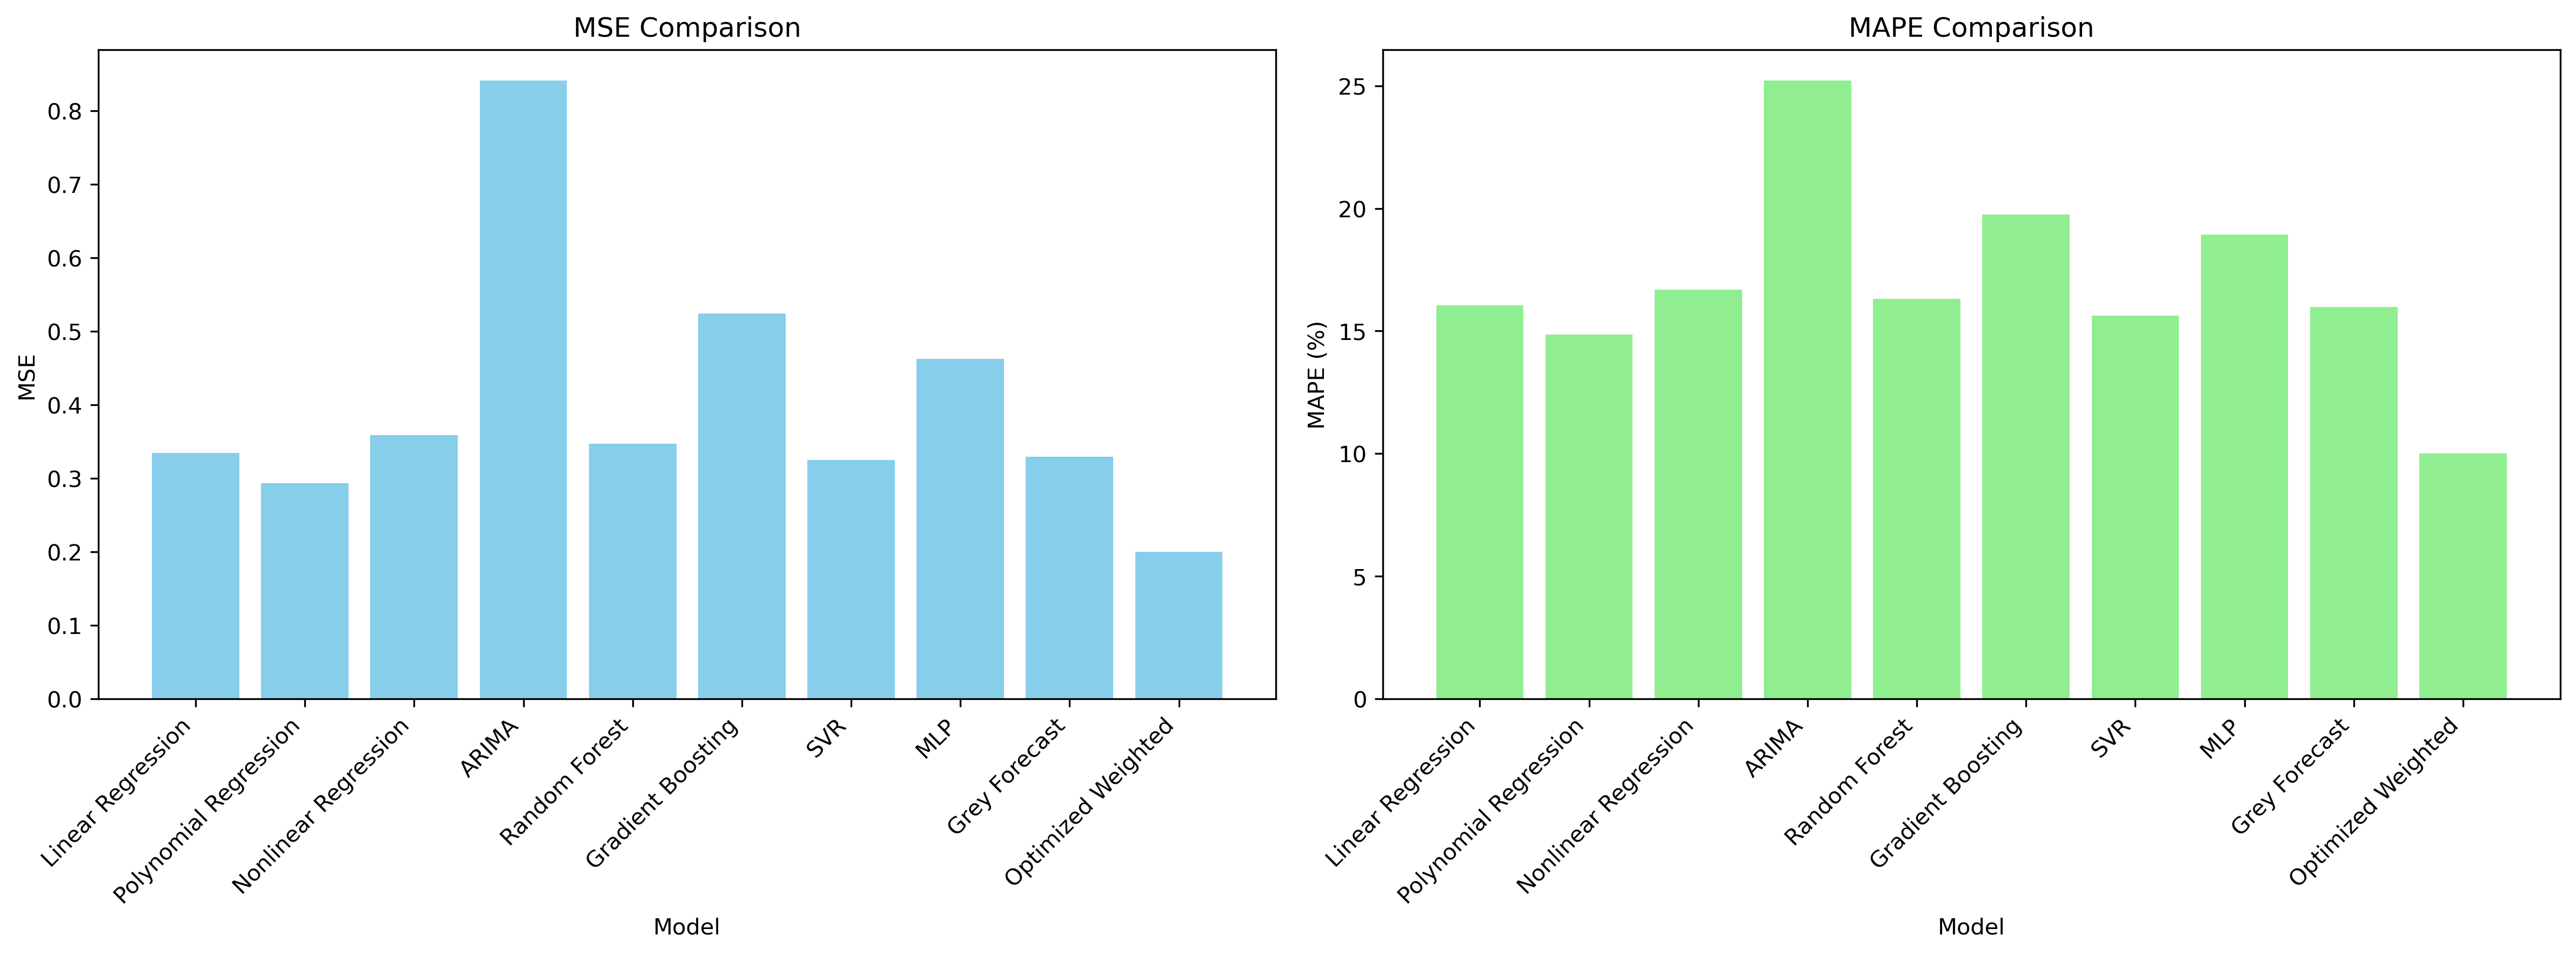 MSE Comparison
MSE
0.8
0.7
0.6
0.5
0.4
0.3
0.2
0.1
0.0
Linear Regression
Polynomial Regression
Nonlinear Regression
ARIMA
Random Forest
Gradient Boosting
SVR
MLP
Grey Forecast
Optimized Weighted
Model
MAPE Comparison
MAPE (%)
25
20
15
10
5
0
Linear Regression
Polynomial Regression
Nonlinear Regression
ARIMA
Random Forest
Gradient Boosting
SVR
MLP
Grey Forecast
Optimized Weighted
Model